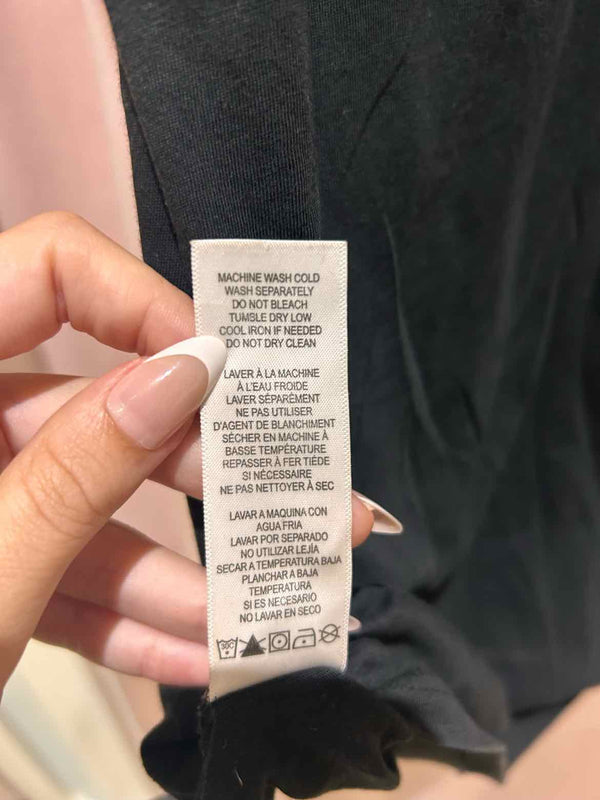 MACHINE WASH COLD
WASH SEPARATELY
DO NOT BLEACH
TUMBLE DRY LOW
COOL IRON IF NEEDED
DO NOT DRY CLEAN
LAVER À LA MACHINE
À L'EAU FROIDE
LAVER SÉPARÉMENT
NE PAS UTILISER
D'AGENT DE BLANCHIMENT
SÉCHER EN MACHINE À
BASSE TEMPÉRATURE
REPASSER À FER TIÉDE
SI NÉCESSAIRE
NE PAS NETTOYER À SEC
LAVAR A MAQUINA CON
AGUA FRIA
LAVAR POR SEPARADO
NO UTILIZAR LEJÍA
SECAR A TEMPERATURA BAJA
PLANCHAR A BAJA
TEMPERATURA
SI ES NECESARIO
NO LAVAR EN SECO
30C